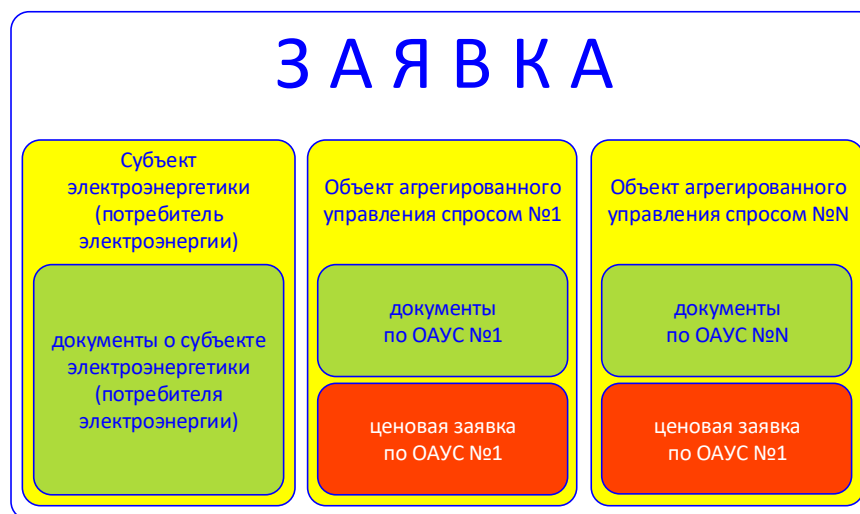 З А Я В К А
Субъект
электроэнергетики
(потребитель
электроэнергии)
документы о субъекте
электроэнергетики
(потребителя
электроэнергии)
Объект агрегированного
управления спросом №1
документы
по ОАУС №1
ценовая заявка
по ОАУС №1
Объект агрегированного
управления спросом №N
документы
по ОАУС №N
ценовая заявка
по ОАУС №1